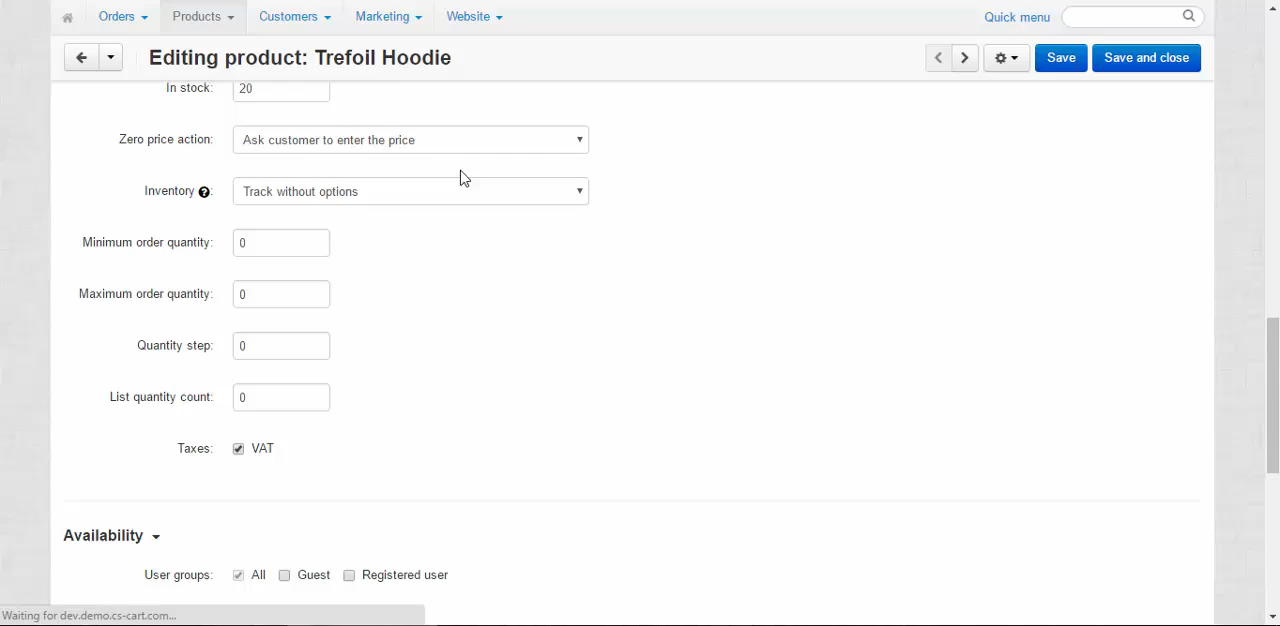 Orders Products Customers Marketing Website Quick menu
Editing product: Trefoil Hoodie Save Save and close
In stock: 20
Zero price action: Ask customer to enter the price
Inventory ?: Track without options
Minimum order quantity: 0
Maximum order quantity: 0
Quantity step: 0
List quantity count: 0
Taxes: VAT
Availability
User groups: All Guest Registered user
Waiting for dev.demo.cs-cart.com...